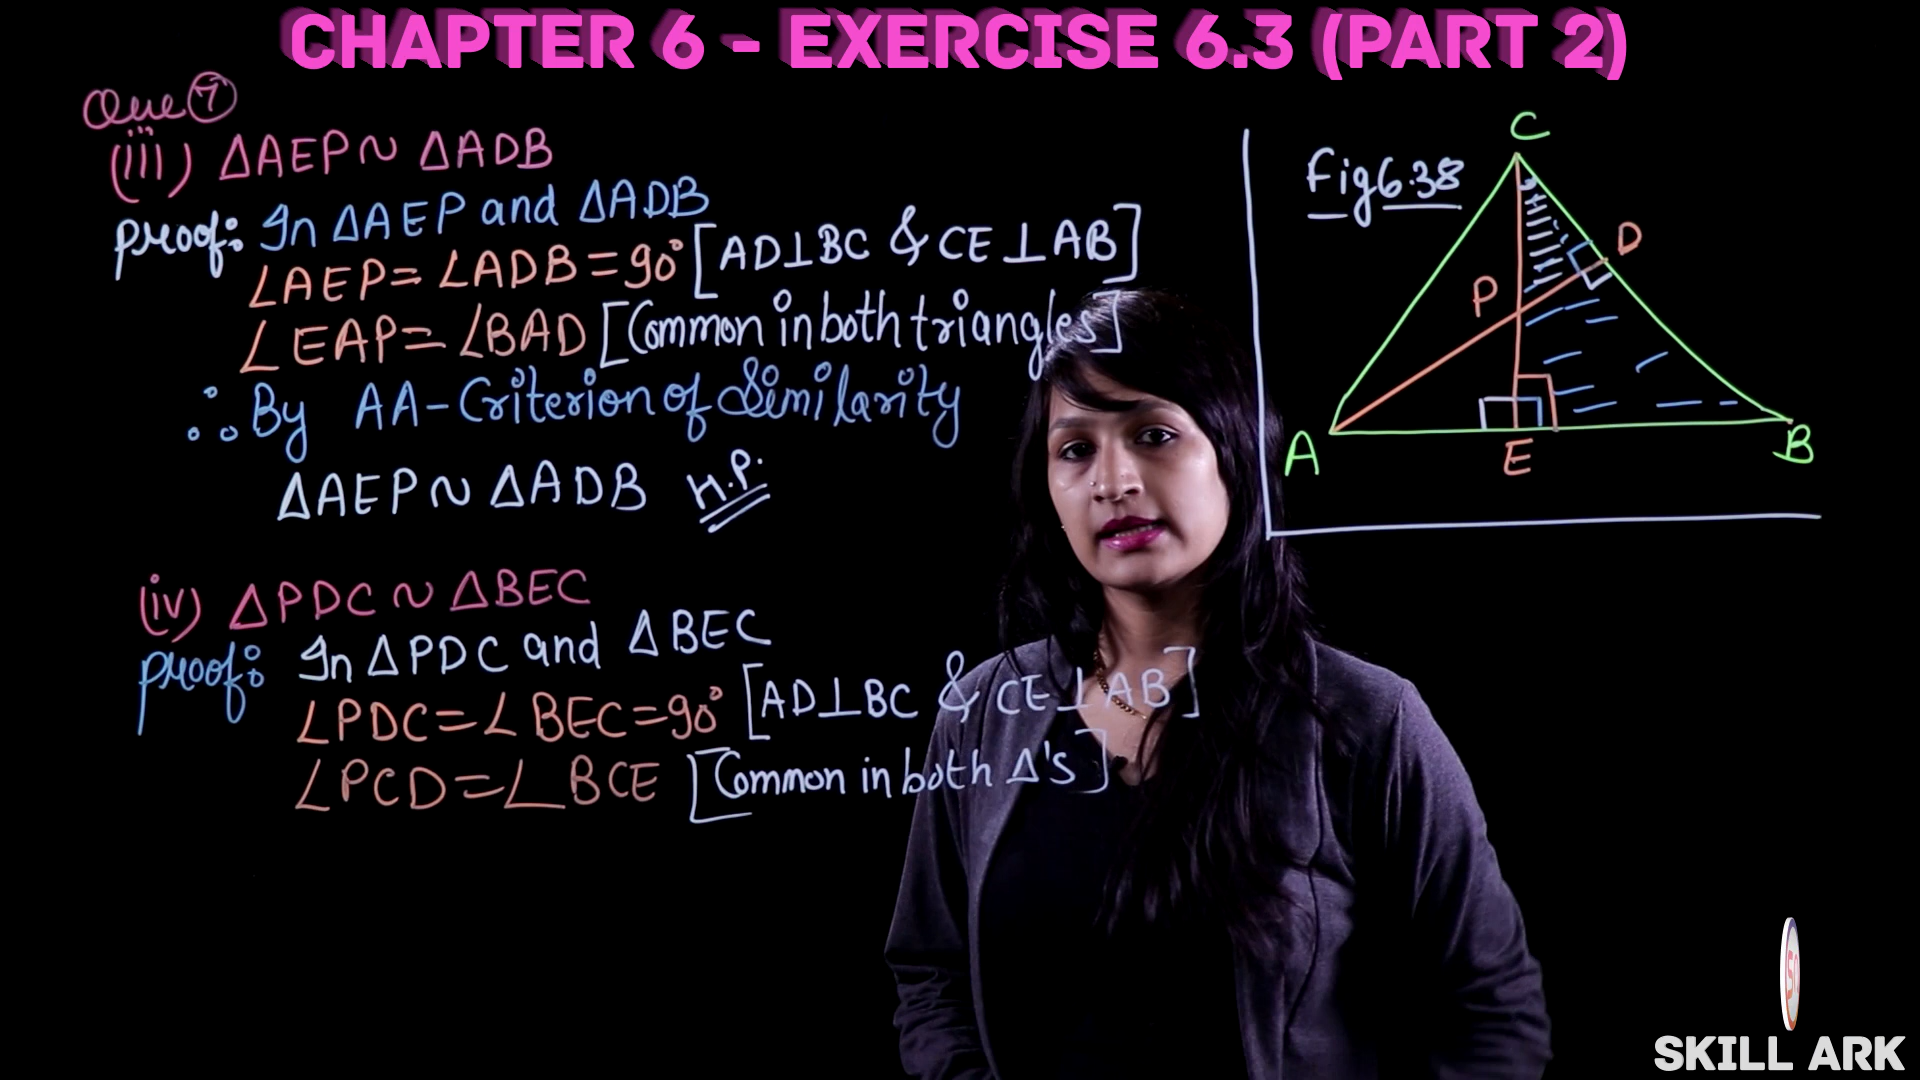 CHAPTER 6 - EXERCISE 6.3 (PART 2)
Que 7
(iii) ΔAEP ~ ΔADB
Proof: In ΔAEP and ΔADB
∠AEP = ∠ADB = 90° [AD⊥BC & CE⊥AB]
∠EAP = ∠BAD [Common in both triangles]
∴ By AA-Criterion of Similarity
ΔAEP ~ ΔADB H.P.
(iv) ΔPDC ~ ΔBEC
Proof: In ΔPDC and ΔBEC
∠PDC = ∠BEC = 90° [AD⊥BC & CE⊥AB]
∠PCD = ∠BCE [Common in both Δ's]
Fig 6.38
C
D
P
A
E
B
SKILL ARK